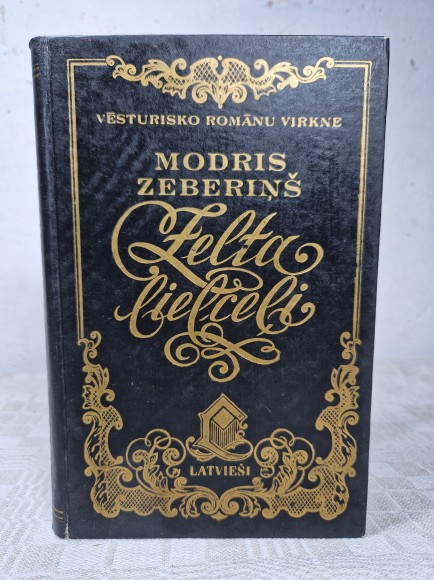 VĒSTURISKO ROMĀNU VIRKNE
MODRIS
ZEBERIŅŠ
Zelta
lielceļi
LATVIEŠI